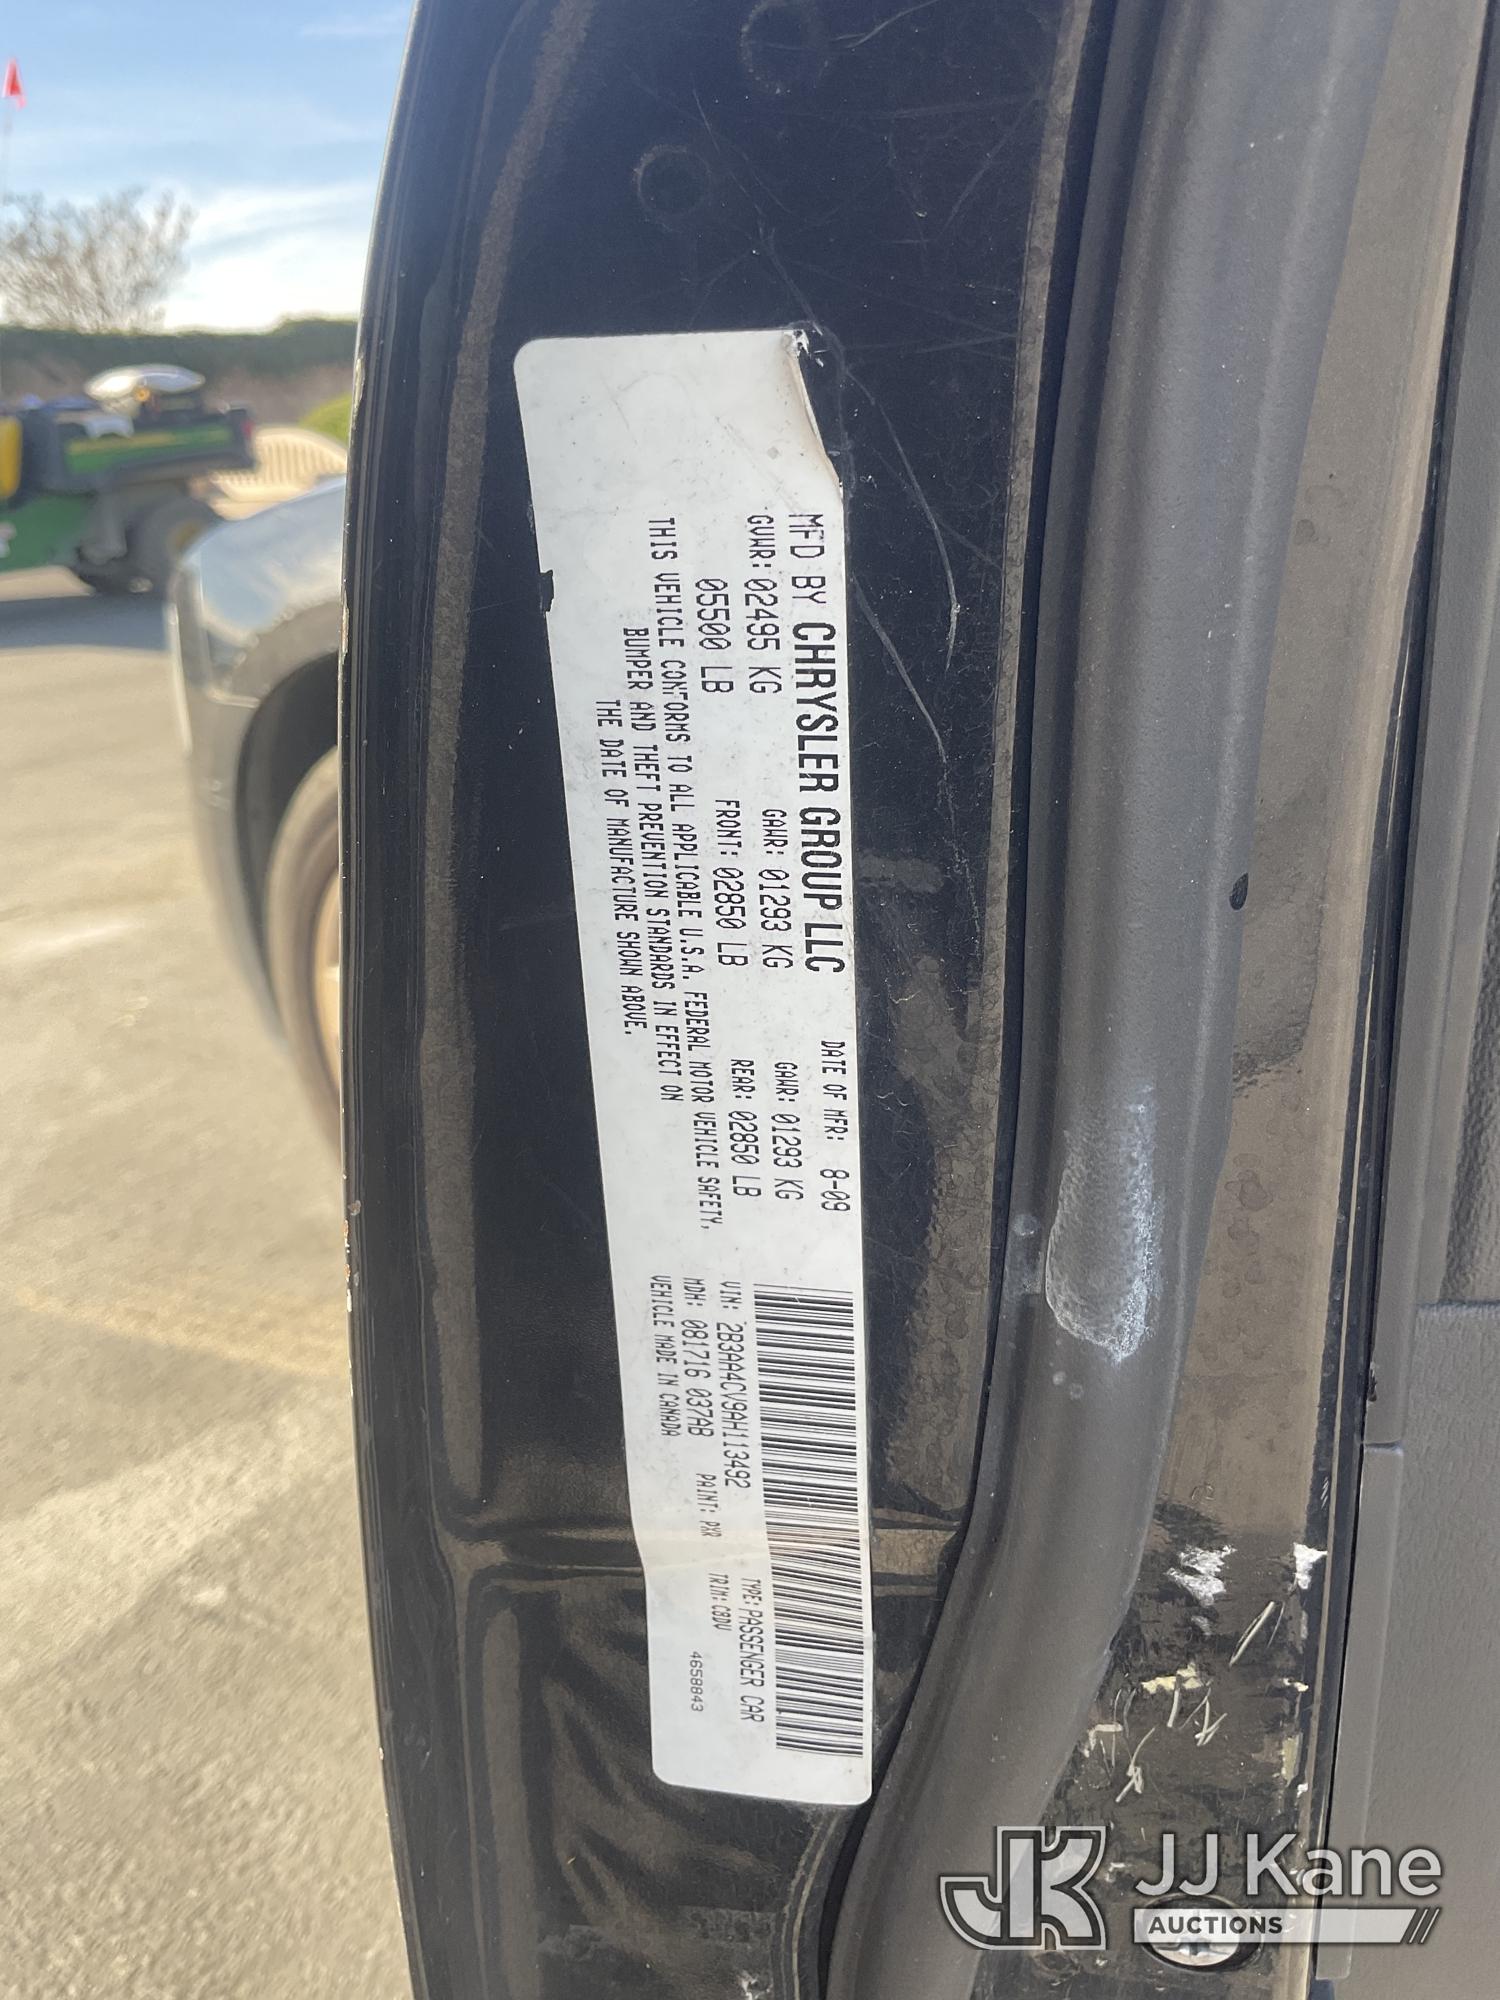 MFD BY CHRYSLER GROUP LLC DATE OF MFR: 8-09
GVWR: 02495 KG GAWR: 01293 KG GAWR: 01293 KG
05500 LB FRONT: 02850 LB REAR: 02850 LB
THIS VEHICLE CONFORMS TO ALL APPLICABLE U.S.A. FEDERAL MOTOR VEHICLE SAFETY,
BUMPER AND THEFT PREVENTION STANDARDS IN EFFECT ON
THE DATE OF MANUFACTURE SHOWN ABOVE.
VIN: 2B3AA4CV9AH113492 TYPE: PASSENGER CAR
MDH: 081716 037AB PAINT: PXR TRIM: C8DV
VEHICLE MADE IN CANADA 4658843
JK JJ Kane
AUCTIONS